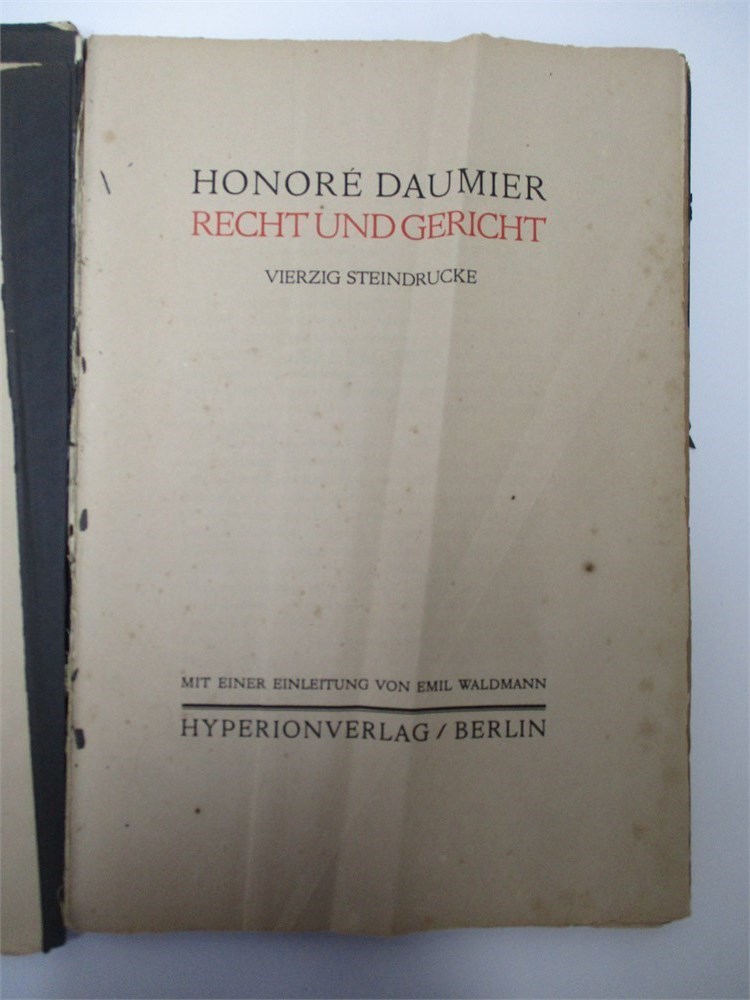 HONORÉ DAUMIER
RECHT UND GERICHT
VIERZIG STEINDRUCKE
MIT EINER EINLEITUNG VON EMIL WALDMANN
HYPERIONVERLAG / BERLIN